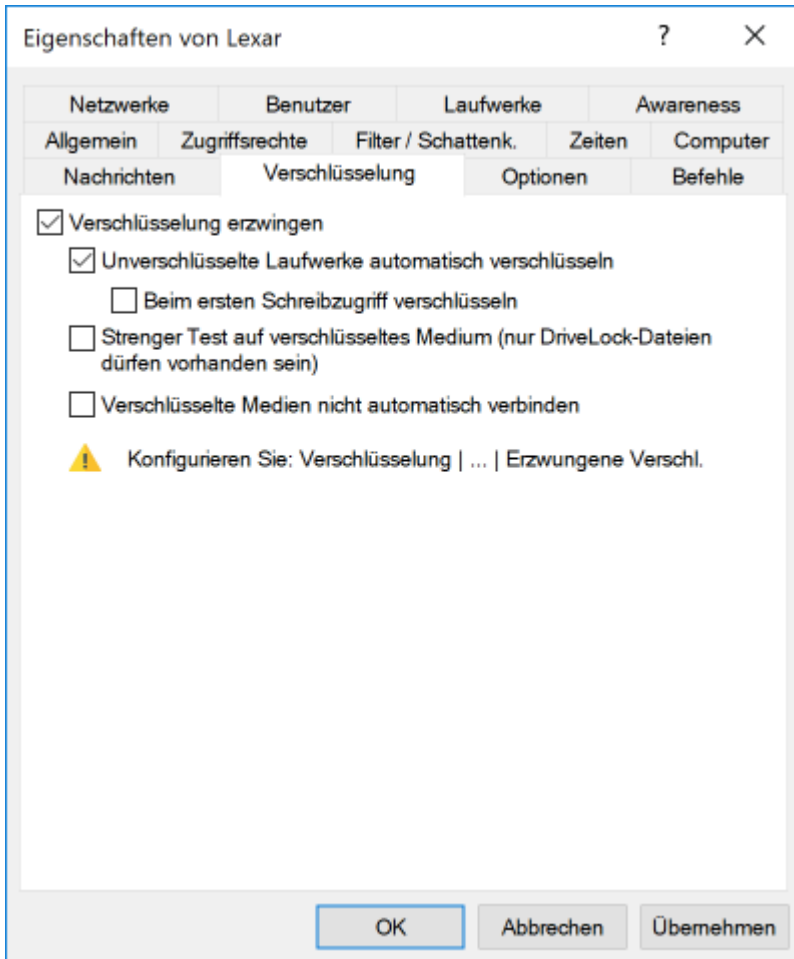 Eigenschaften von Lexar ?
Netzwerke Benutzer Laufwerke Awareness
Allgemein Zugriffsrechte Filter / Schattenk. Zeiten Computer
Nachrichten Verschlüsselung Optionen Befehle
Verschlüsselung erzwingen
Unverschlüsselte Laufwerke automatisch verschlüsseln
Beim ersten Schreibzugriff verschlüsseln
Strenger Test auf verschlüsseltes Medium (nur DriveLock-Dateien
dürfen vorhanden sein)
Verschlüsselte Medien nicht automatisch verbinden
Konfigurieren Sie: Verschlüsselung | ... | Erzwungene Verschl.
OK Abbrechen Übernehmen